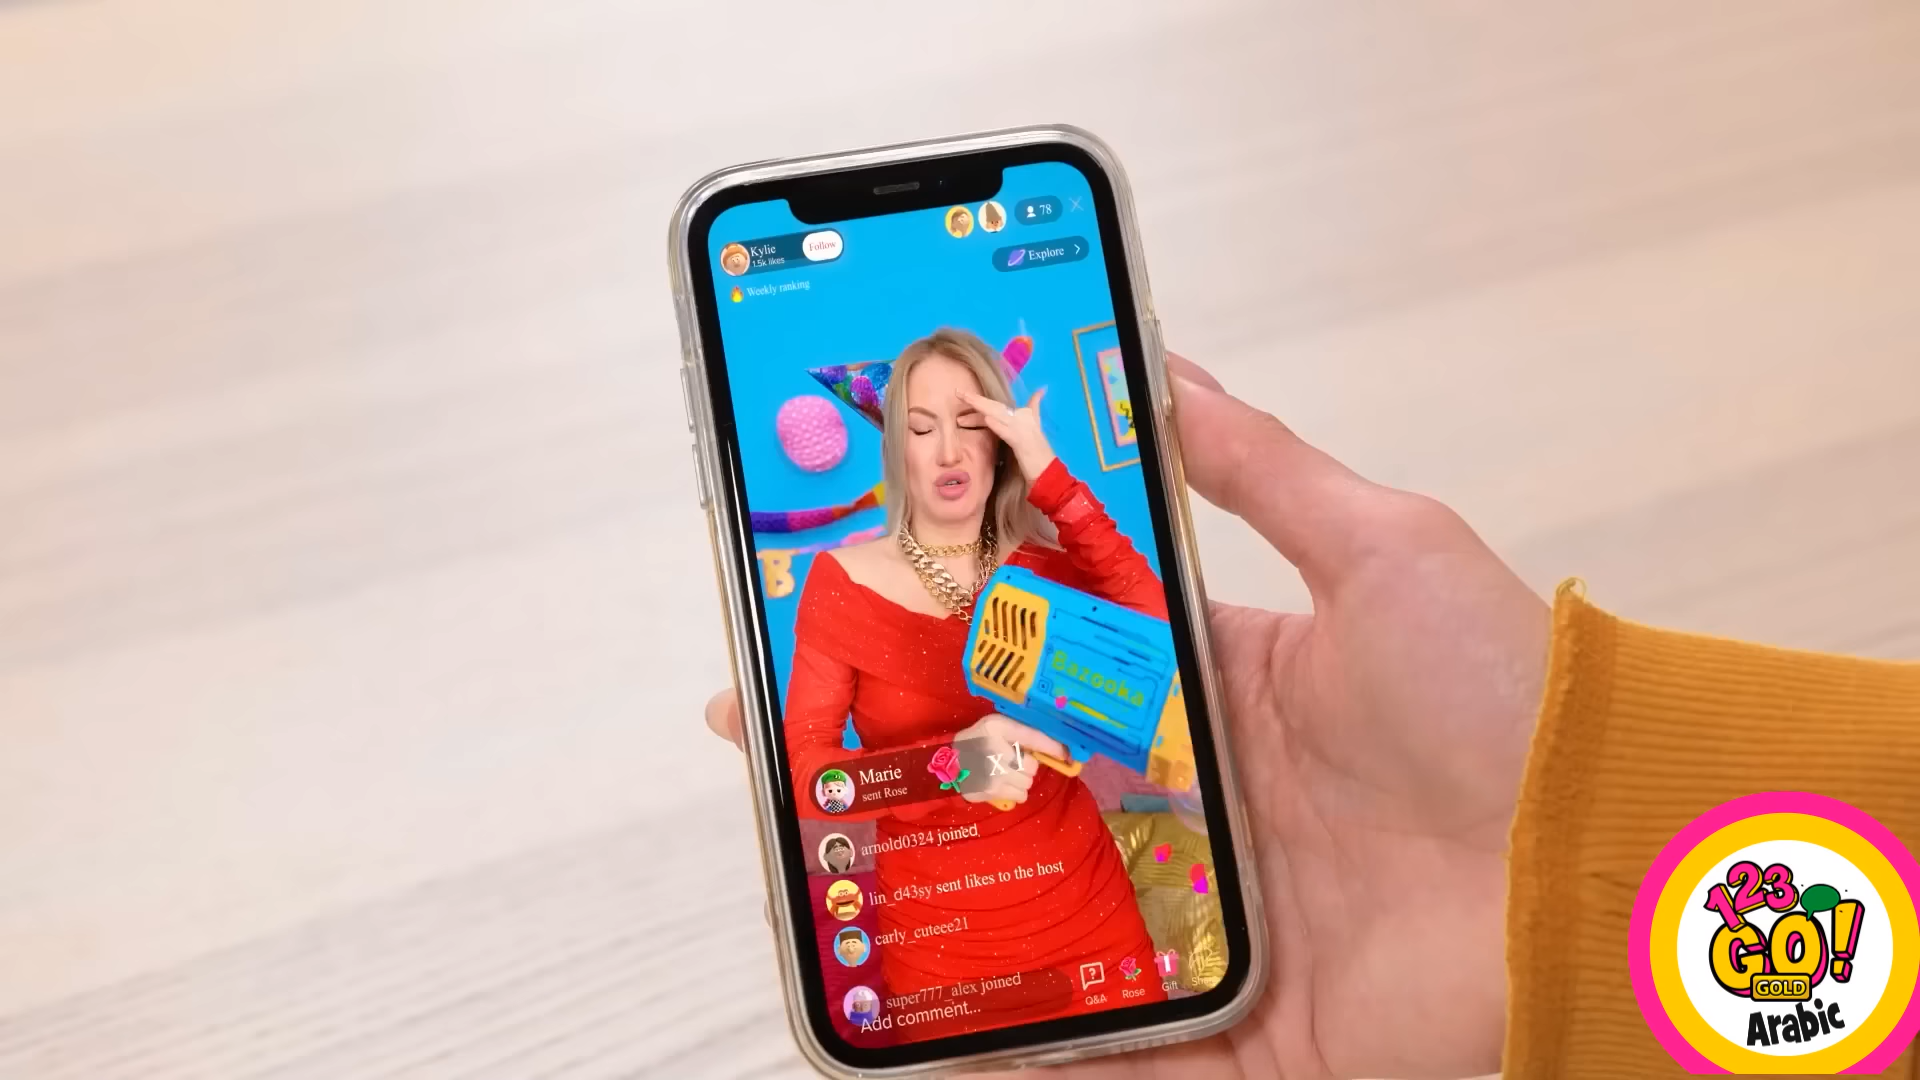 78
Kylie
1.5k likes
Follow
Explore
Weekly ranking
B
Bazooka
Marie
sent Rose
x1
arnold0324 joined
lin_d43sy sent likes to the host
carly_cuteee21
super777_alex joined
Add comment...
Q&A
Rose
Gift
123
GO!
GOLD
Arabic